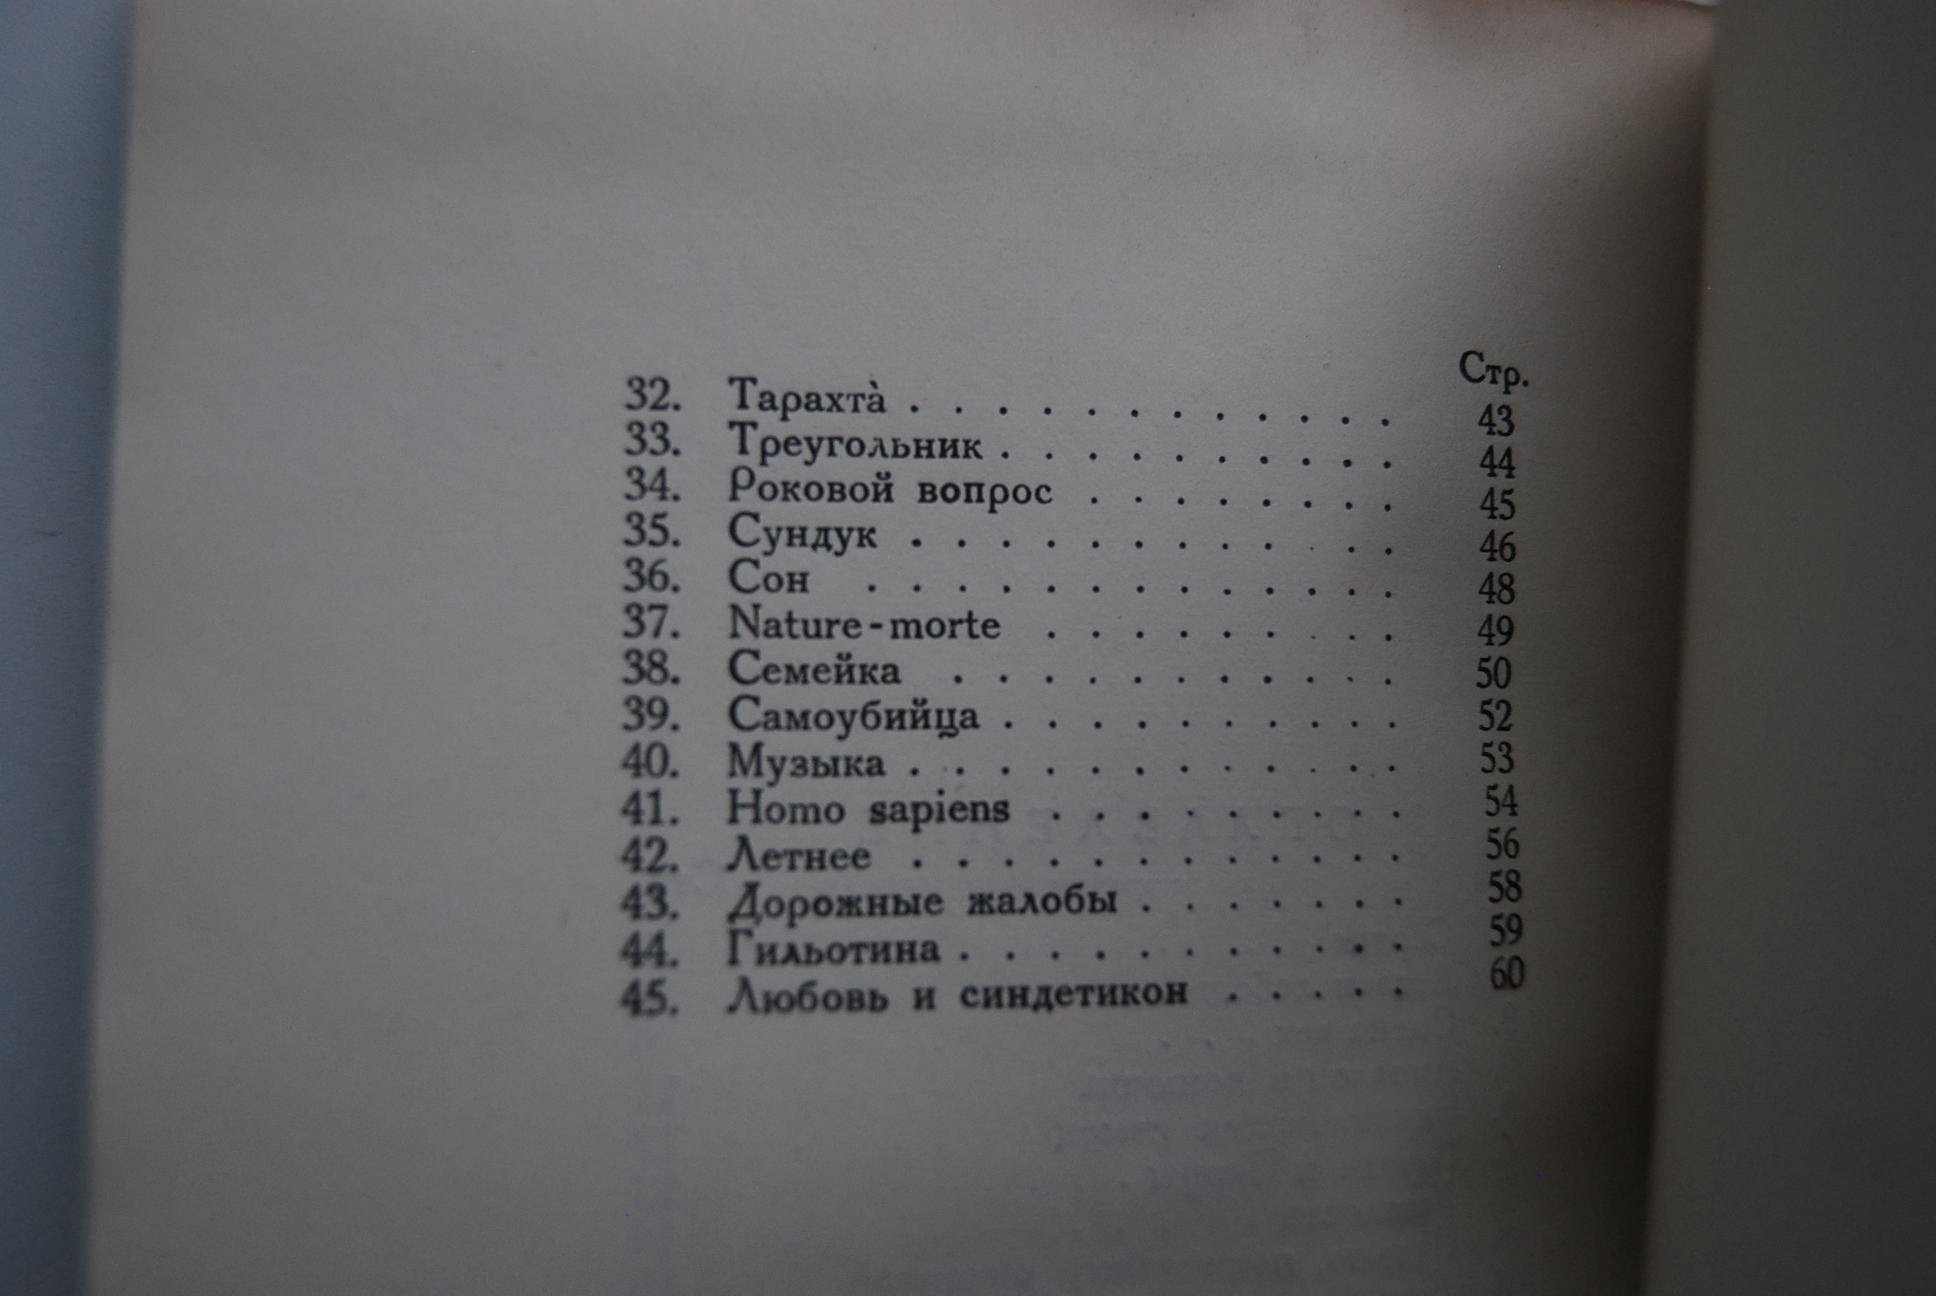 Стр.
32. Тарахтà . . . . . . . . . . . . 43
33. Треугольник . . . . . . . . . . 44
34. Роковой вопрос . . . . . . . . 45
35. Сундук . . . . . . . . . . . . 46
36. Сон . . . . . . . . . . . . . 48
37. Nature-morte . . . . . . . . . 49
38. Семейка . . . . . . . . . . . 50
39. Самоубийца . . . . . . . . . . 52
40. Музыка . . . . . . . . . . . . 53
41. Homo sapiens . . . . . . . . . 54
42. Летнее . . . . . . . . . . . . 56
43. Дорожные жалобы . . . . . . . 58
44. Гильотина . . . . . . . . . . . 59
45. Любовь и синдетикон . . . . . 60